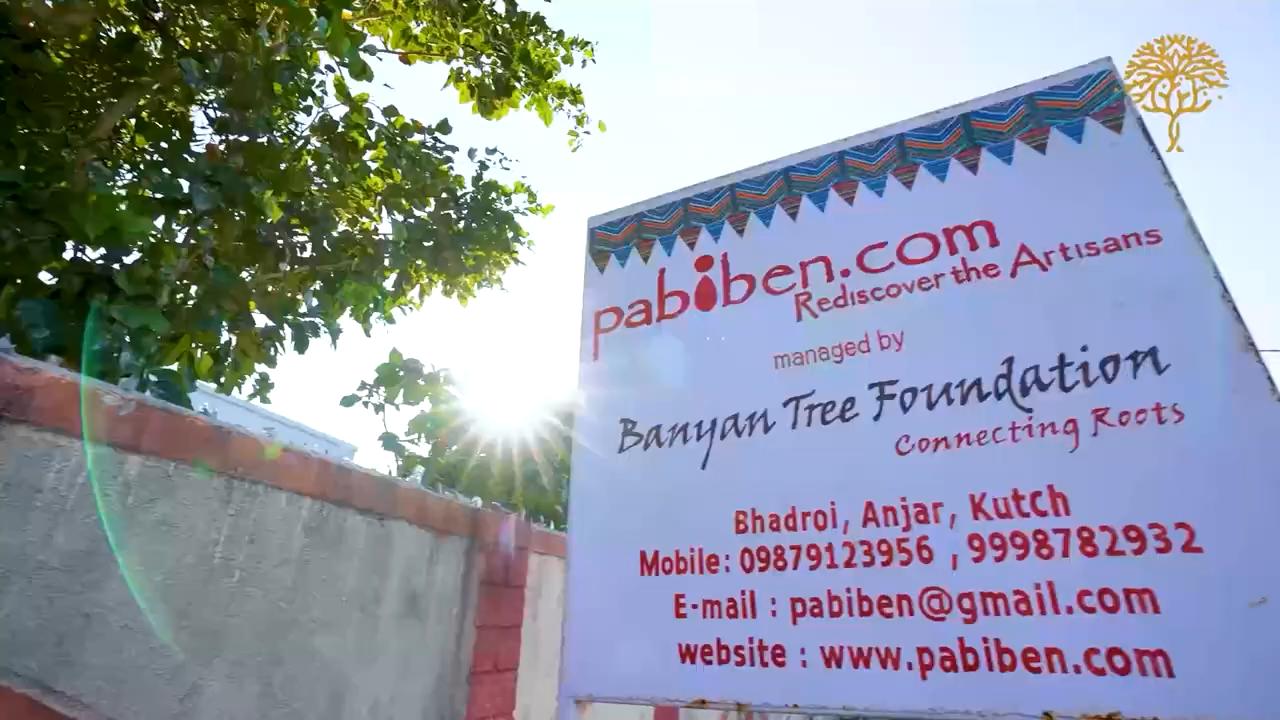 pabiben.com
Rediscover the Artisans
managed by
Banyan Tree Foundation
Connecting Roots
Bhadroi, Anjar, Kutch
Mobile: 09879123956 , 9998782932
E-mail : pabiben@gmail.com
website : www.pabiben.com